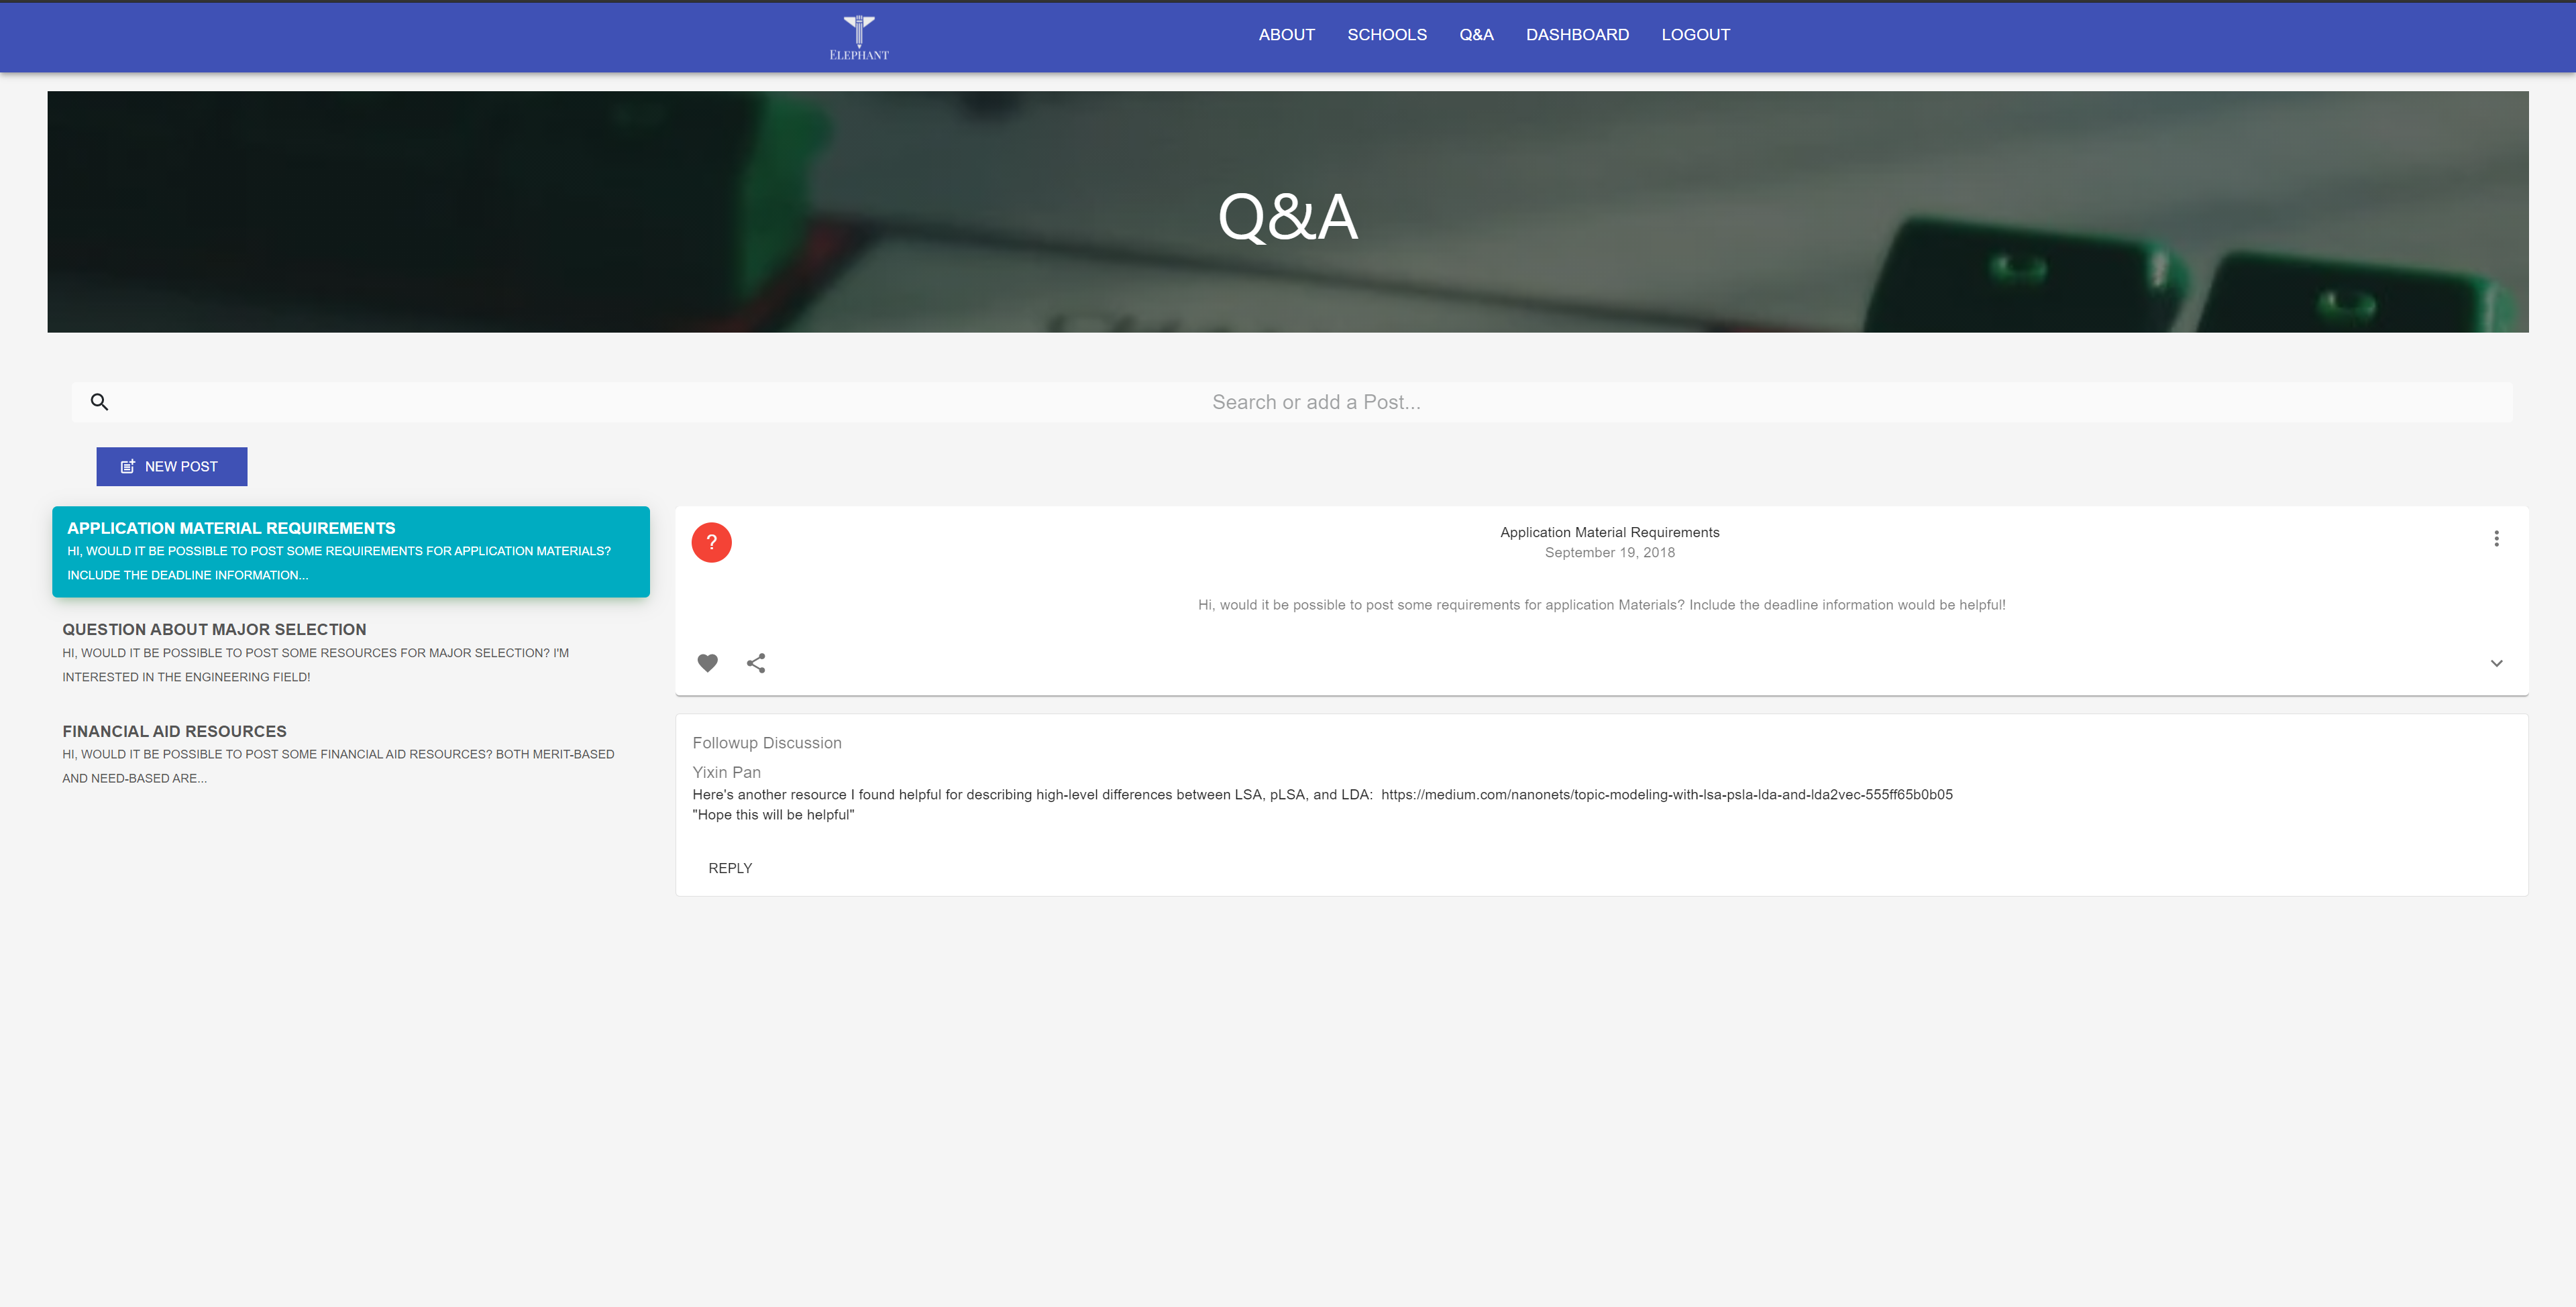 ELEPHANT
ABOUT SCHOOLS Q&A DASHBOARD LOGOUT
Q&A
Search or add a Post...
NEW POST
APPLICATION MATERIAL REQUIREMENTS
HI, WOULD IT BE POSSIBLE TO POST SOME REQUIREMENTS FOR APPLICATION MATERIALS?
INCLUDE THE DEADLINE INFORMATION...
QUESTION ABOUT MAJOR SELECTION
HI, WOULD IT BE POSSIBLE TO POST SOME RESOURCES FOR MAJOR SELECTION? I'M
INTERESTED IN THE ENGINEERING FIELD!
FINANCIAL AID RESOURCES
HI, WOULD IT BE POSSIBLE TO POST SOME FINANCIAL AID RESOURCES? BOTH MERIT-BASED
AND NEED-BASED ARE...
?
Application Material Requirements
September 19, 2018
Hi, would it be possible to post some requirements for application Materials? Include the deadline information would be helpful!
Followup Discussion
Yixin Pan
Here's another resource I found helpful for describing high-level differences between LSA, pLSA, and LDA:  https://medium.com/nanonets/topic-modeling-with-lsa-psla-lda-and-lda2vec-555ff65b0b05
"Hope this will be helpful"
REPLY